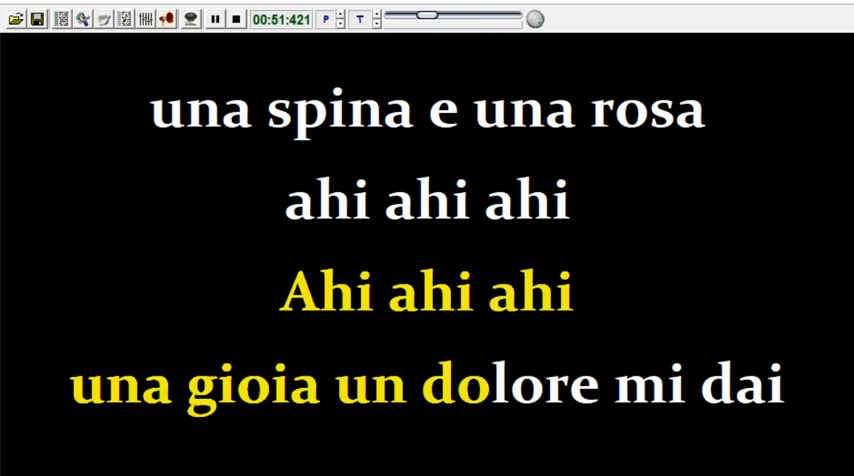 00:51:421 P T
una spina e una rosa
ahi ahi ahi
Ahi ahi ahi
una gioia un dolore mi dai